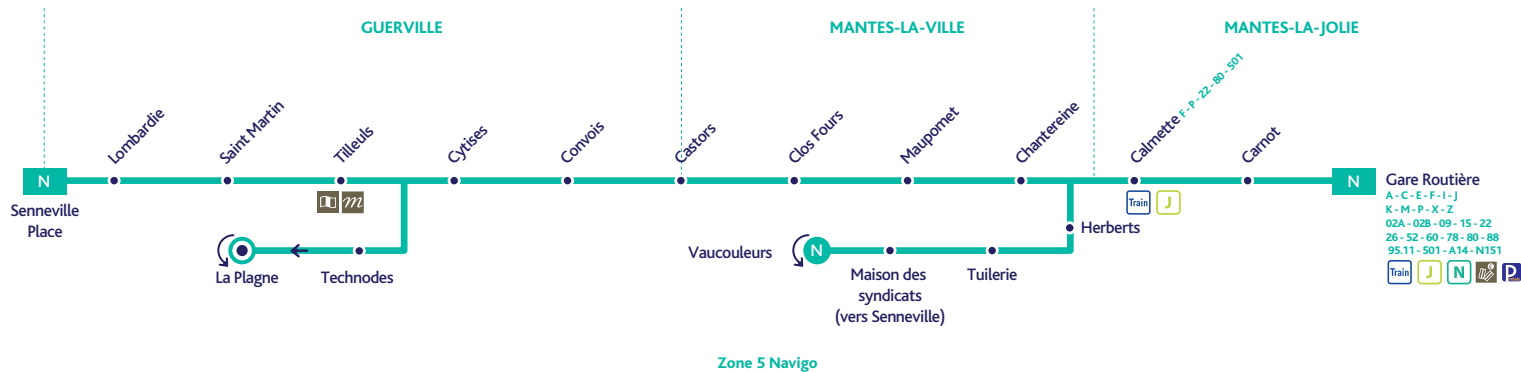 GUERVILLE
MANTES-LA-VILLE
MANTES-LA-JOLIE
Lombardie
Saint Martin
Tilleuls
Cytises
Convois
Castors
Clos Fours
Maupomet
Chantereine
Calmette F - P - 22 - 80 - 501
Carnot
N
N
Senneville
Place
m
Train
J
Gare Routière
A - C - E - F - I - J
K - M - P - X - Z
02A - 02B - 09 - 15 - 22
26 - 52 - 60 - 78 - 80 - 88
95.11 - 501 - A14 - N151
Train
J
N
P
Herberts
La Plagne
Technodes
Vaucouleurs
N
Maison des
syndicats
(vers Senneville)
Tuilerie
Zone 5 Navigo